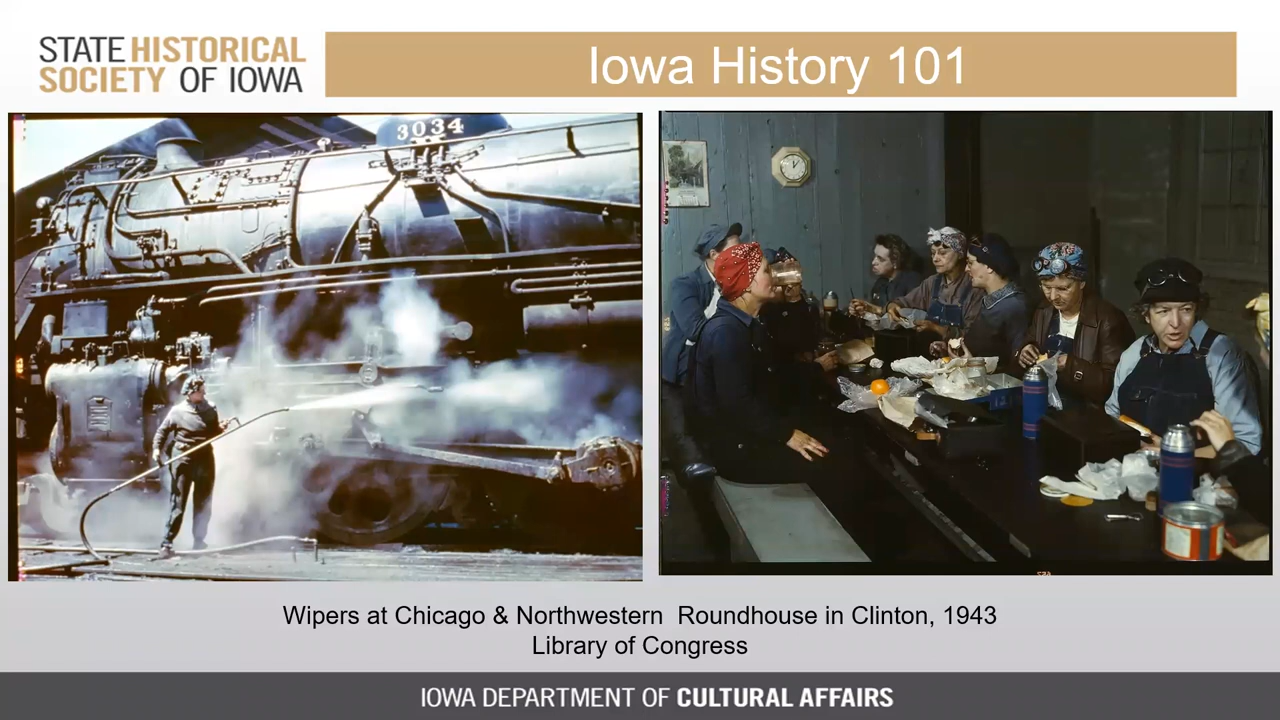 STATE HISTORICAL
SOCIETY OF IOWA
Iowa History 101
3034
Wipers at Chicago & Northwestern Roundhouse in Clinton, 1943
Library of Congress
IOWA DEPARTMENT OF CULTURAL AFFAIRS